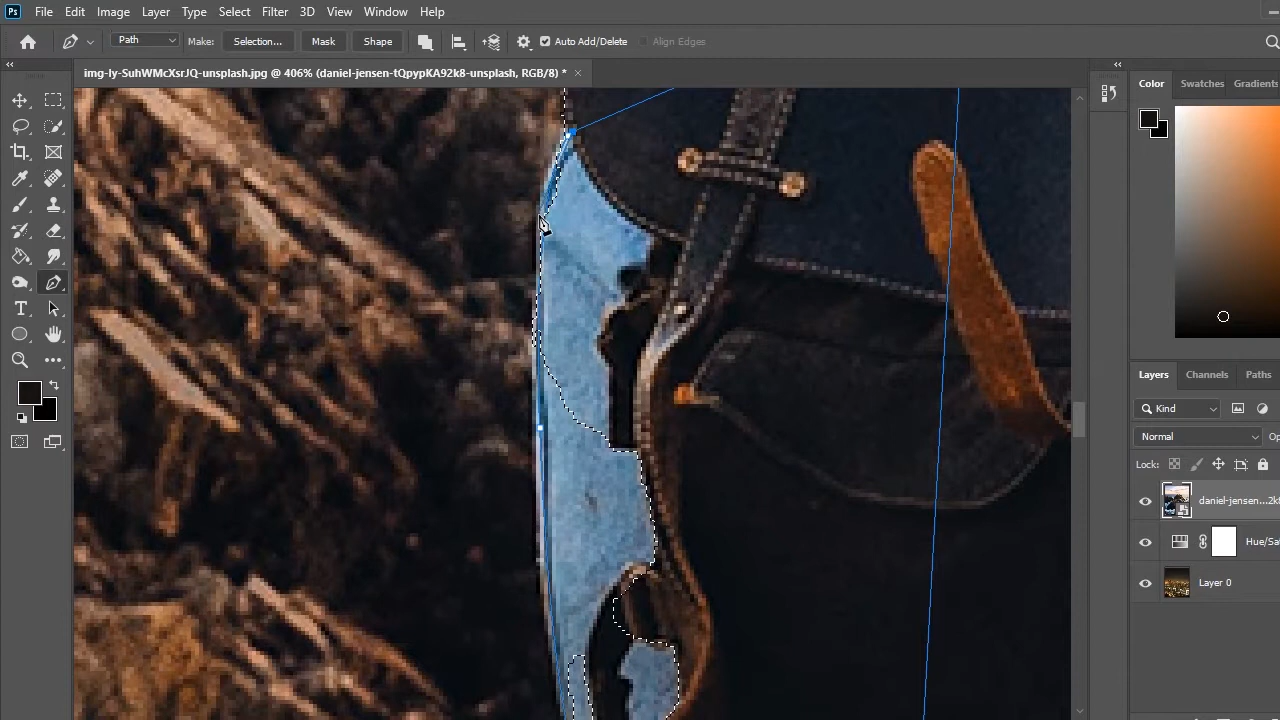 Ps File Edit Image Layer Type Select Filter 3D View Window Help
Path Make: Selection... Mask Shape Auto Add/Delete Align Edges
img-ly-SuhWMcXsrJQ-unsplash.jpg @ 406% (daniel-jensen-tQpypKA92k8-unsplash, RGB/8) *
Color Swatches Gradients
Layers Channels Paths
Kind
Normal
Lock:
daniel-jensen...2k
Hue/Sat
Layer 0